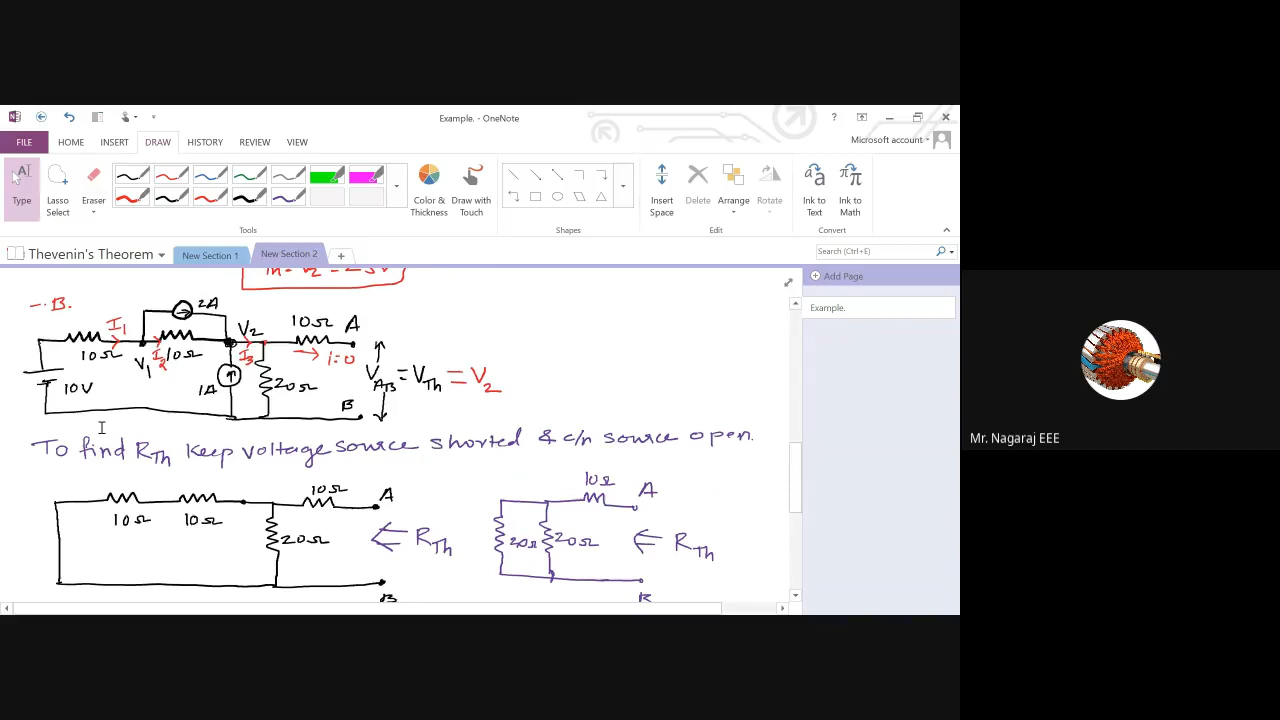 Example. - OneNote
?
FILE HOME INSERT DRAW HISTORY REVIEW VIEW
Microsoft account
Type
Lasso Select
Eraser
Color & Thickness
Draw with Touch
Insert Space
Delete
Arrange
Rotate
Ink to Text
Ink to Math
Tools
Shapes
Edit
Convert
Thevenin's Theorem
New Section 1
New Section 2
Search (Ctrl+E)
Add Page
Example.
-·B.
2A
I1
V2
10Ω A
10Ω
V1
I2
10Ω
I3
i=0
10V
1A
20Ω
VAB = VTh = V2
B
To find RTh keep voltage source shorted & c/n source open.
10Ω
A
10Ω
10Ω
20Ω
RTh
B
10Ω
A
20Ω
20Ω
RTh
B
Mr. Nagaraj EEE